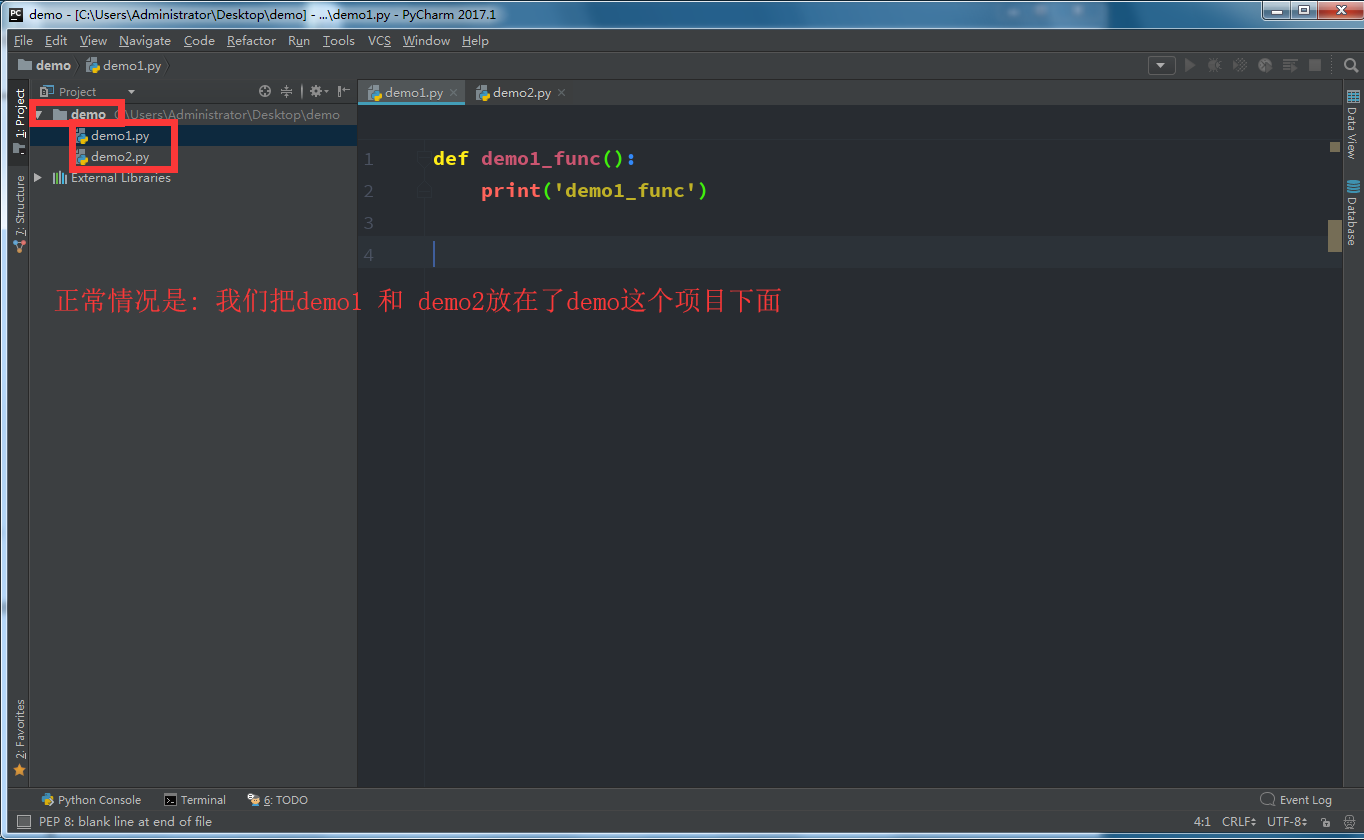 demo - [C:\Users\Administrator\Desktop\demo] - ...\demo1.py - PyCharm 2017.1
File Edit View Navigate Code Refactor Run Tools VCS Window Help
demo demo1.py
Project
demo1.py demo2.py
demo \Users\Administrator\Desktop\demo
demo1.py
demo2.py
External Libraries
1: Project
7: Structure
2: Favorites
1 def demo1_func():
2 print('demo1_func')
3
4
正常情况是: 我们把demo1 和 demo2放在了demo这个项目下面
Data View
Database
Python Console Terminal 6: TODO Event Log
PEP 8: blank line at end of file 4:1 CRLF UTF-8